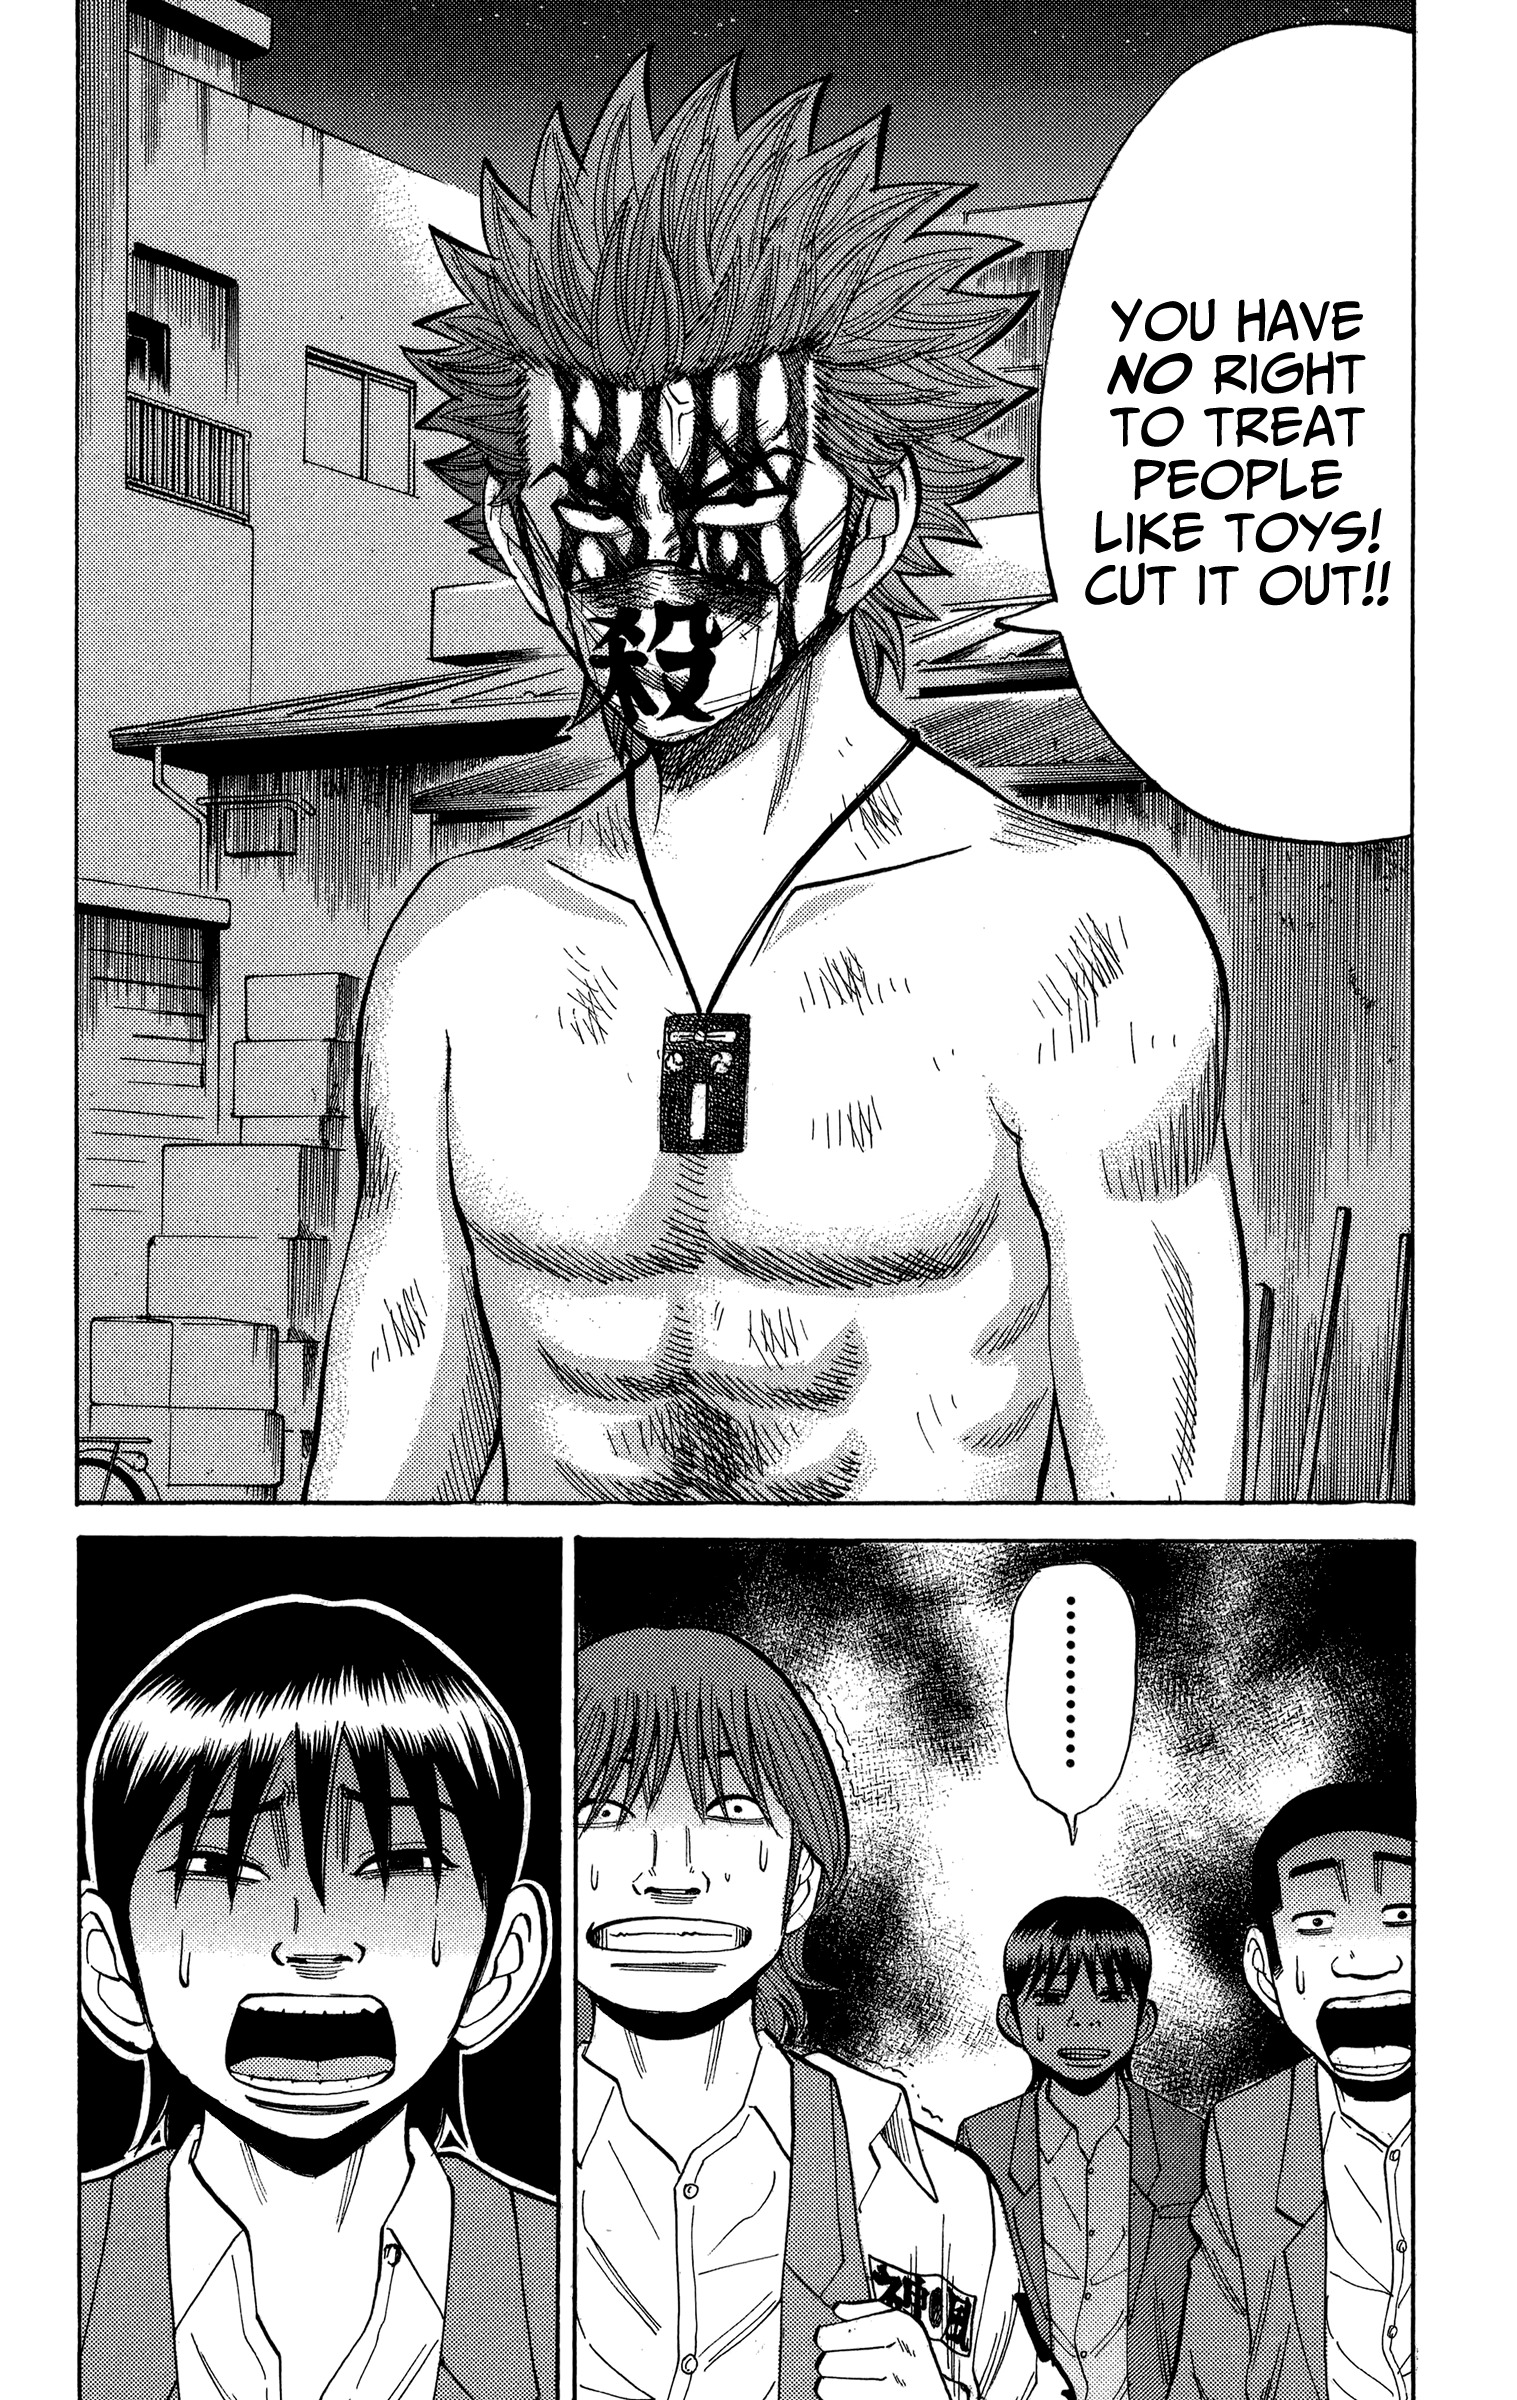 YOU HAVE
NO RIGHT
TO TREAT
PEOPLE
LIKE TOYS!
CUT IT OUT!!
殺
..........